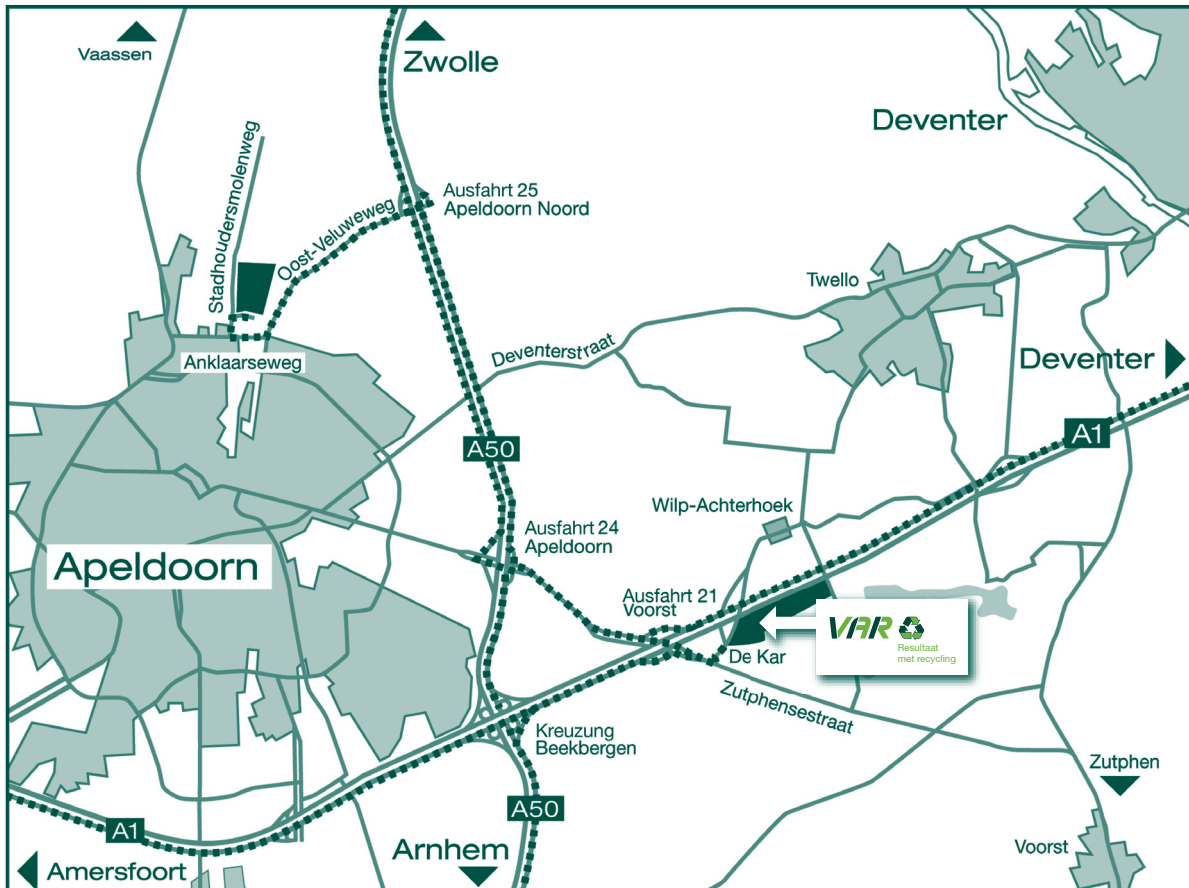 Vaassen
Zwolle
Deventer
Stadhoudersmolenweg
Oost-Veluweweg
Ausfahrt 25
Apeldoorn Noord
Twello
Anklaarseweg
Deventerstraat
Deventer
A50
A1
Wilp-Achterhoek
Ausfahrt 24
Apeldoorn
Apeldoorn
Ausfahrt 21
Voorst
VAR
Resultaat
met recycling
De Kar
Zutphensestraat
Kreuzung
Beekbergen
Zutphen
A50
A1
Arnhem
Voorst
Amersfoort